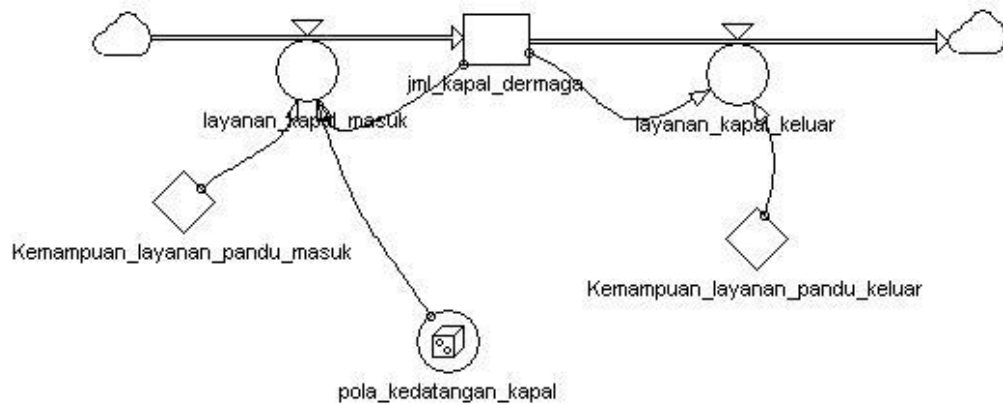 jml_kapal_dermaga
layanan_kapal_masuk
layanan_kapal_keluar
Kemampuan_layanan_pandu_masuk
Kemampuan_layanan_pandu_keluar
pola_kedatangan_kapal